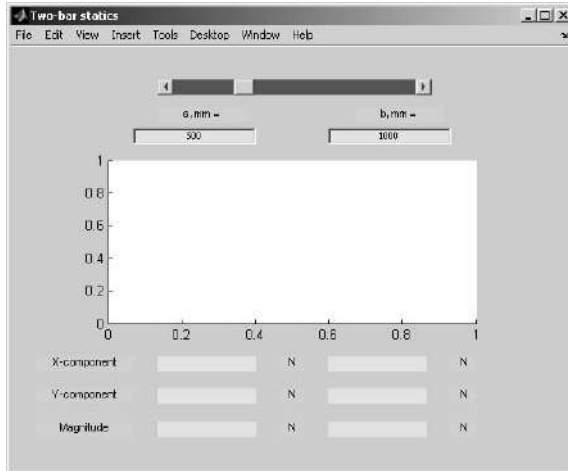 Two-bar statics
File Edit View Insert Tools Desktop Window Help
a, mm = b, mm =
500 1000
1
0.8
0.6
0.4
0.2
0
0 0.2 0.4 0.6 0.8 1
X-component N N
Y-component N N
Magnitude N N